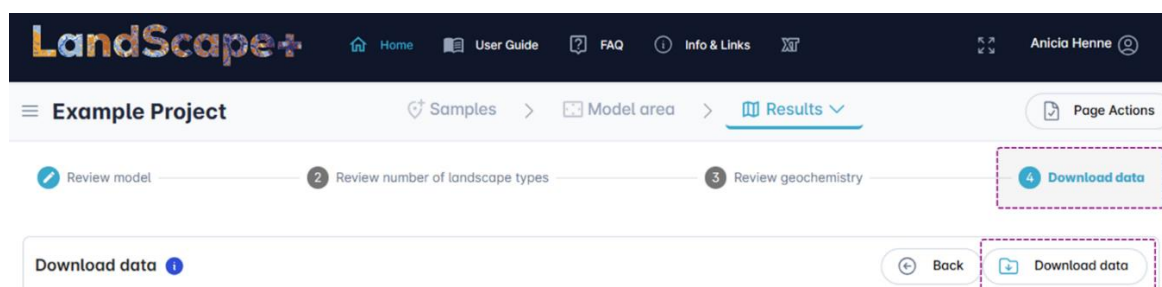 LandScape+ Home User Guide FAQ Info & Links Anicia Henne
Example Project Samples > Model area > Results Page Actions
Review model 2 Review number of landscape types 3 Review geochemistry 4 Download data
Download data i Back Download data